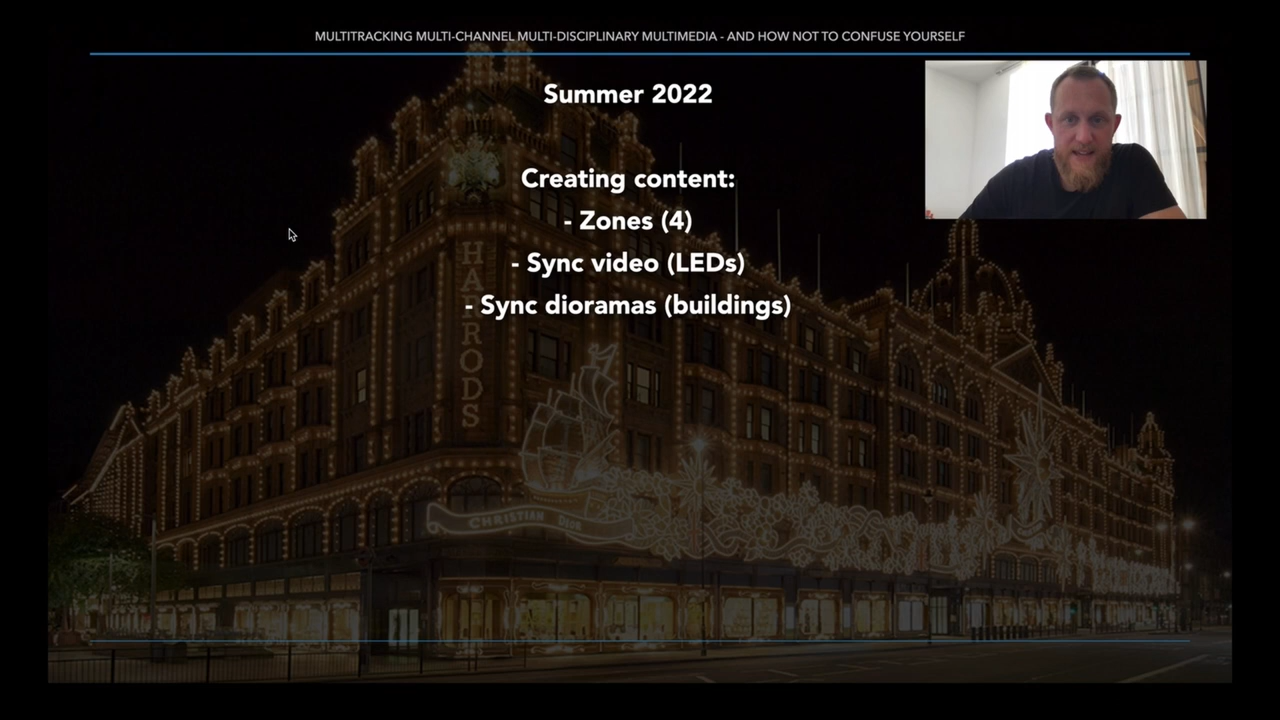 MULTITRACKING MULTI-CHANNEL MULTI-DISCIPLINARY MULTIMEDIA - AND HOW NOT TO CONFUSE YOURSELF
Summer 2022
Creating content:
- Zones (4)
- Sync video (LEDs)
- Sync dioramas (buildings)
HARRODS
CHRISTIAN DIOR